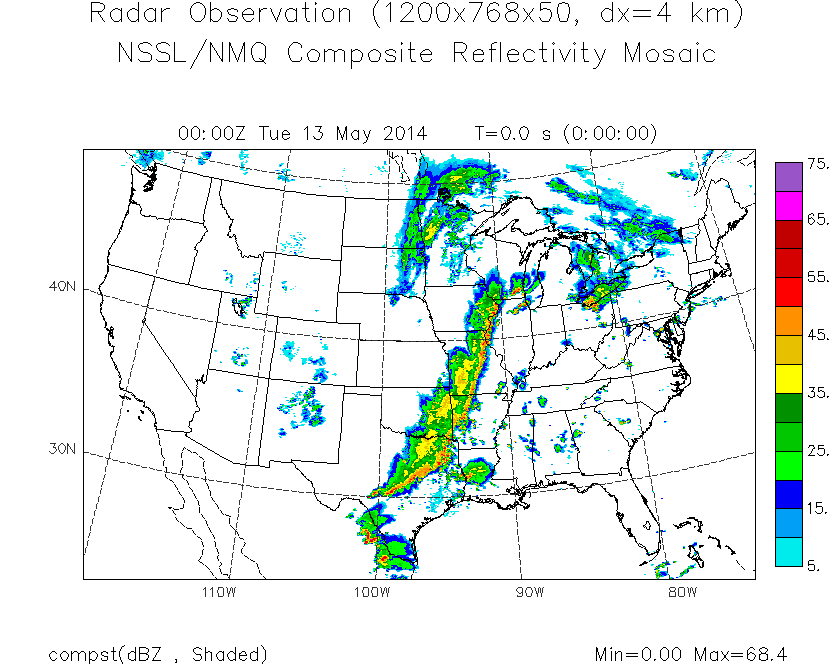 Radar Observation (1200x768x50, dx=4 km)
NSSL/NMQ Composite Reflectivity Mosaic
00:00Z Tue 13 May 2014 T=0.0 s (0:00:00)
75.
65.
55.
45.
40N
35.
30N
25.
15.
5.
110W 100W 90W 80W
compst(dBZ , Shaded) Min=0.00 Max=68.4